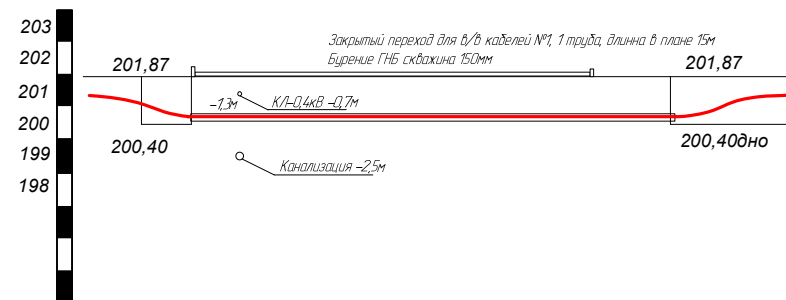 203
Закрытый переход для в/в кабелей №1, 1 труба, длинна в плане 15м
202
201,87
Бурение ГНБ скважина 150мм
201,87
201
-1,3м
КЛ-0,4кВ -0,7м
200
200,40
200,40дно
199
Канализация -2,5м
198